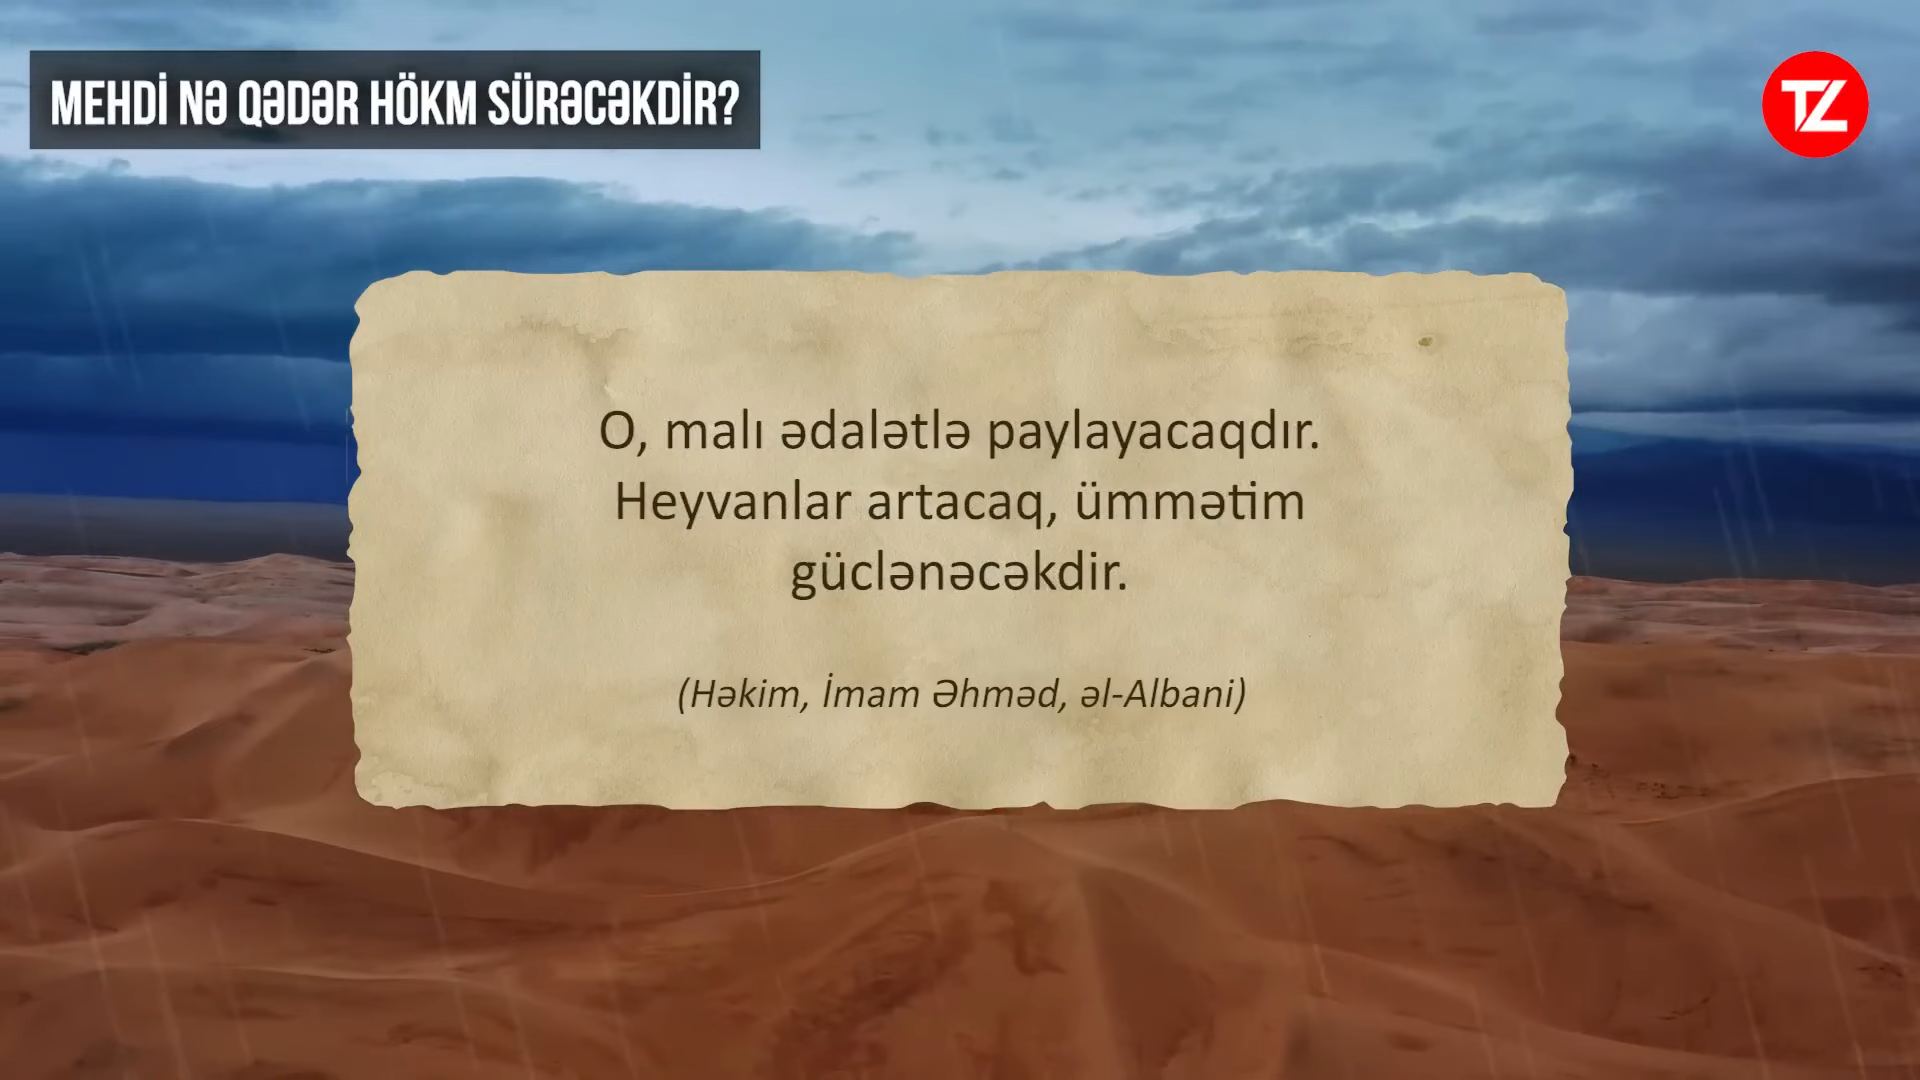 MEHDİ NƏ QƏDƏR HÖKM SÜRƏCƏKDİR?
TZ
O, malı ədalətlə paylayacaqdır.
Heyvanlar artacaq, ümmətim
güclənəcəkdir.
(Həkim, İmam Əhməd, əl-Albani)